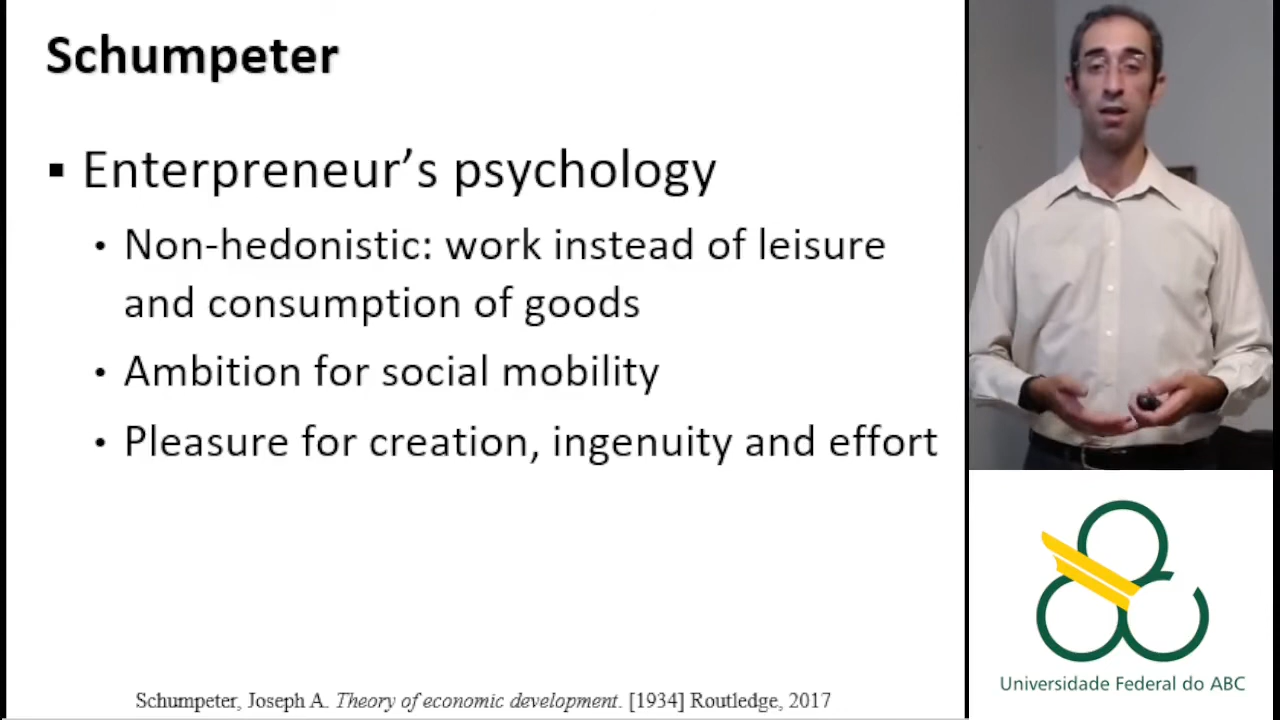 Schumpeter
▪ Enterpreneur’s psychology
• Non-hedonistic: work instead of leisure
and consumption of goods
• Ambition for social mobility
• Pleasure for creation, ingenuity and effort
Schumpeter, Joseph A. Theory of economic development. [1934] Routledge, 2017
Universidade Federal do ABC